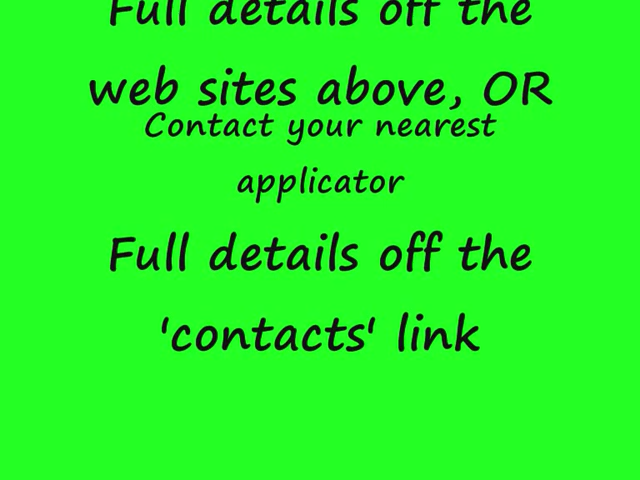 Full details off the
web sites above, OR
Contact your nearest
applicator
Full details off the
'contacts' link